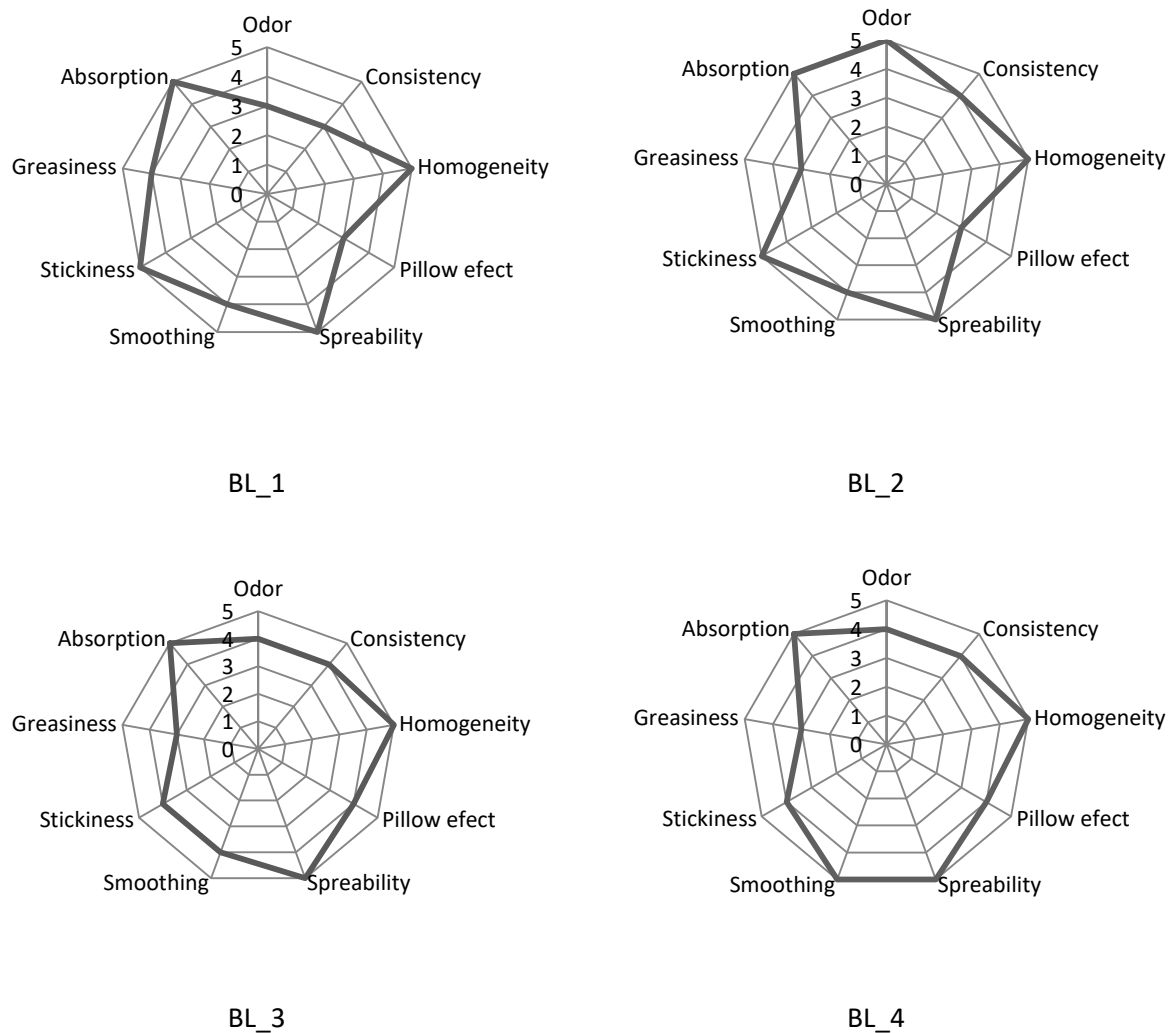 Odor
5
Absorption 4 Consistency
3
2
Greasiness 1 Homogeneity
0
Stickiness Pillow efect
Smoothing Spreability
BL_1
Odor
5
Absorption 4 Consistency
3
2
Greasiness 1 Homogeneity
0
Stickiness Pillow efect
Smoothing Spreability
BL_2
Odor
5
Absorption 4 Consistency
3
2
Greasiness 1 Homogeneity
0
Stickiness Pillow efect
Smoothing Spreability
BL_3
Odor
5
Absorption 4 Consistency
3
2
Greasiness 1 Homogeneity
0
Stickiness Pillow efect
Smoothing Spreability
BL_4